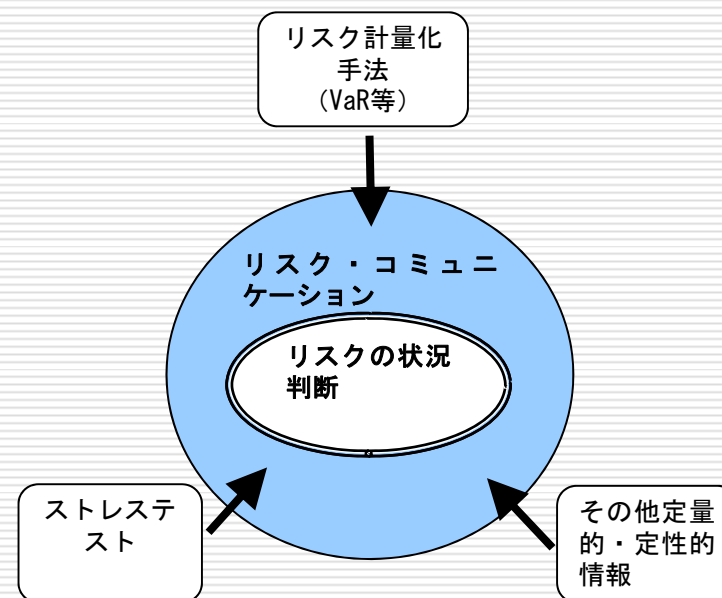 リスク計量化
手法
（VaR等）
リスク・コミュニ
ケーション
リスクの状況
判断
ストレステ
スト
その他定量
的・定性的
情報